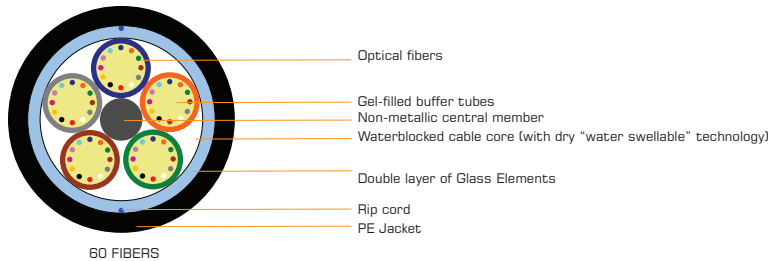 Optical fibers
Gel-filled buffer tubes
Non-metallic central member
Waterblocked cable core (with dry “water swellable” technology)
Double layer of Glass Elements
Rip cord
PE Jacket
60 FIBERS